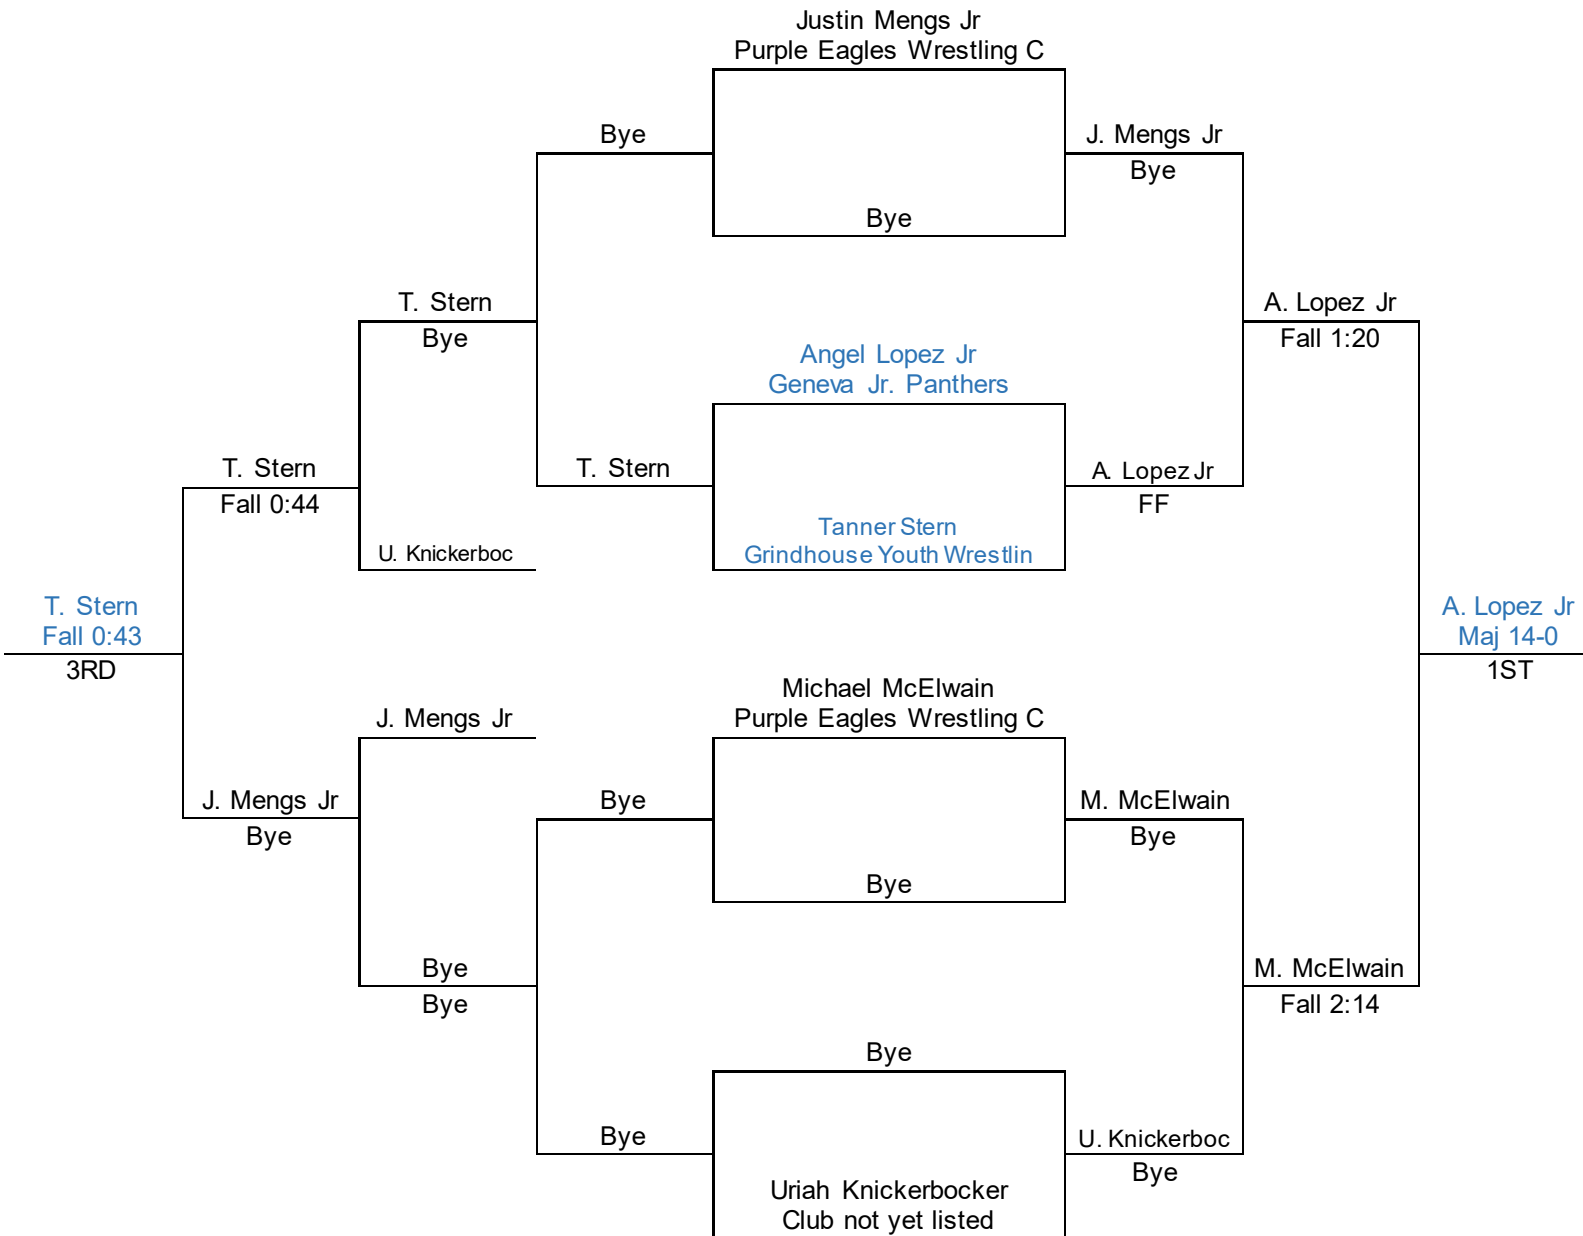 Justin Mengs Jr
Purple Eagles Wrestling C
Bye
J. Mengs Jr
Bye
Bye
T. Stern
Bye
A. Lopez Jr
Fall 1:20
Angel Lopez Jr
Geneva Jr. Panthers
T. Stern
Fall 0:44
T. Stern
A. Lopez Jr
FF
Tanner Stern
Grindhouse Youth Wrestlin
U. Knickerboc
T. Stern
Fall 0:43
3RD
A. Lopez Jr
Maj 14-0
1ST
Michael McElwain
Purple Eagles Wrestling C
J. Mengs Jr
J. Mengs Jr
Bye
Bye
M. McElwain
Bye
Bye
Bye
Bye
M. McElwain
Fall 2:14
Bye
Bye
U. Knickerboc
Bye
Uriah Knickerbocker
Club not yet listed